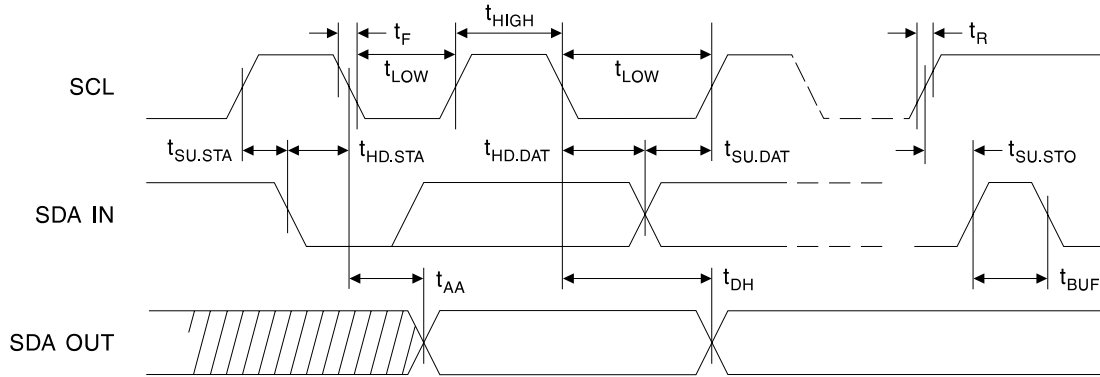 tHIGH
tF
tR
tLOW
tLOW
SCL
tSU.STA
tHD.STA
tHD.DAT
tSU.DAT
tSU.STO
SDA IN
tAA
tDH
tBUF
SDA OUT